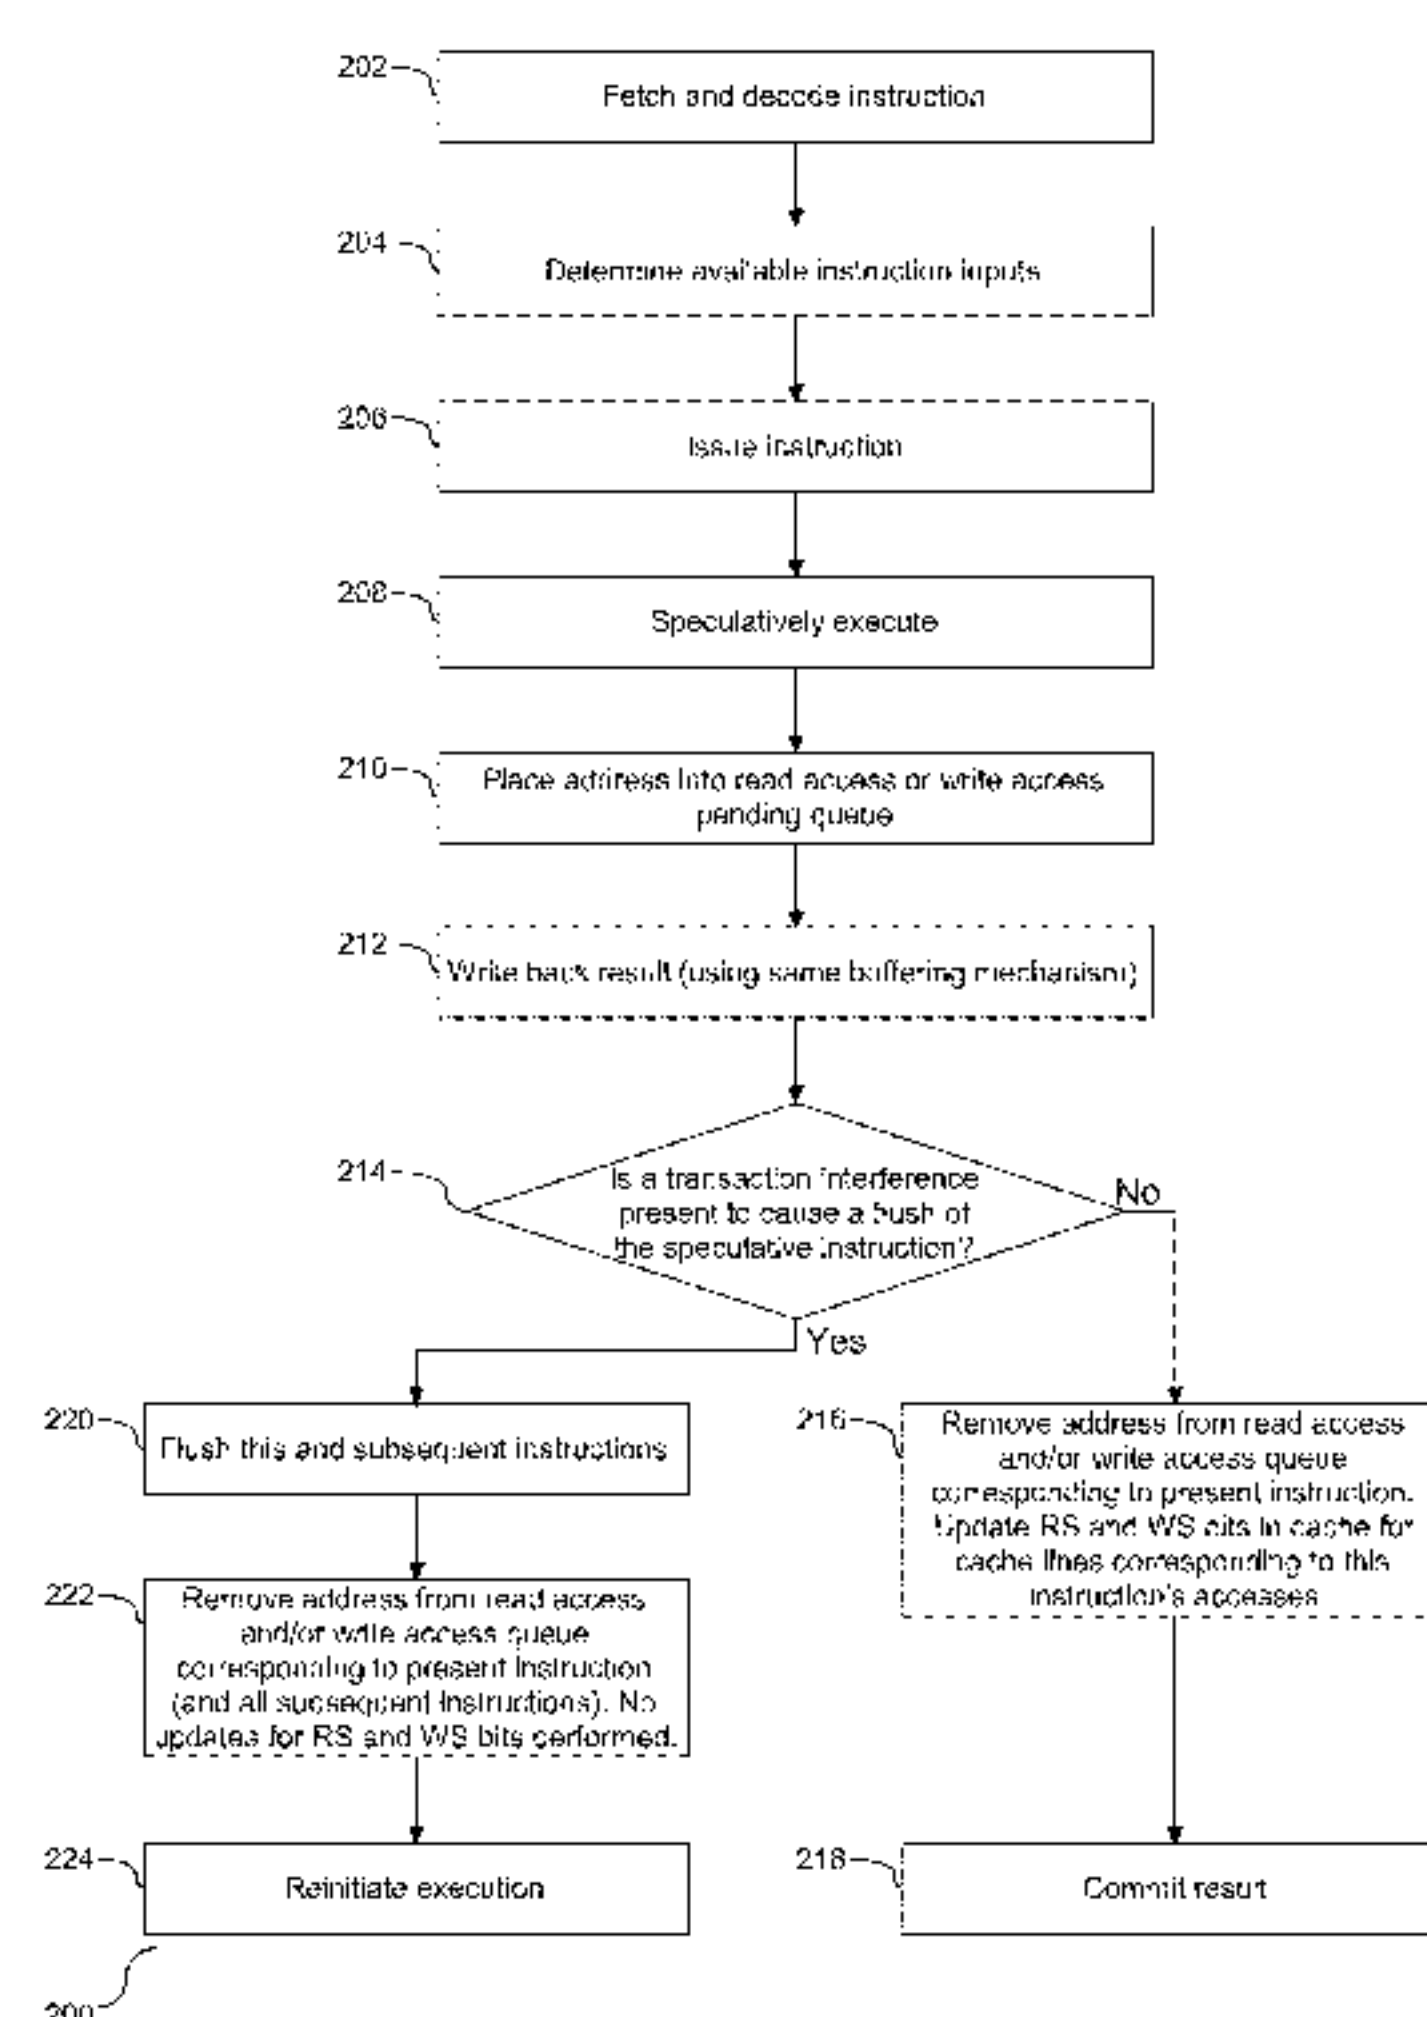 202
Fetch and decode instruction
204
Determine available instruction inputs
206
Issue instruction
208
Speculatively execute
210
Place address into read access or write access
pending queue
212
Write back result (using same buffering mechanism)
214
Is a transaction interference
present to cause a flush of
the speculative instruction?
No
Yes
220
Flush this and subsequent instructions
216
Remove address from read access
and/or write access queue
corresponding to present instruction.
Update RS and WS bits in cache for
cache lines corresponding to this
instruction's accesses
222
Remove address from read access
and/or write access queue
corresponding to present instruction
(and all subsequent instructions). No
updates for RS and WS bits performed.
224
Reinitiate execution
218
Commit result
200